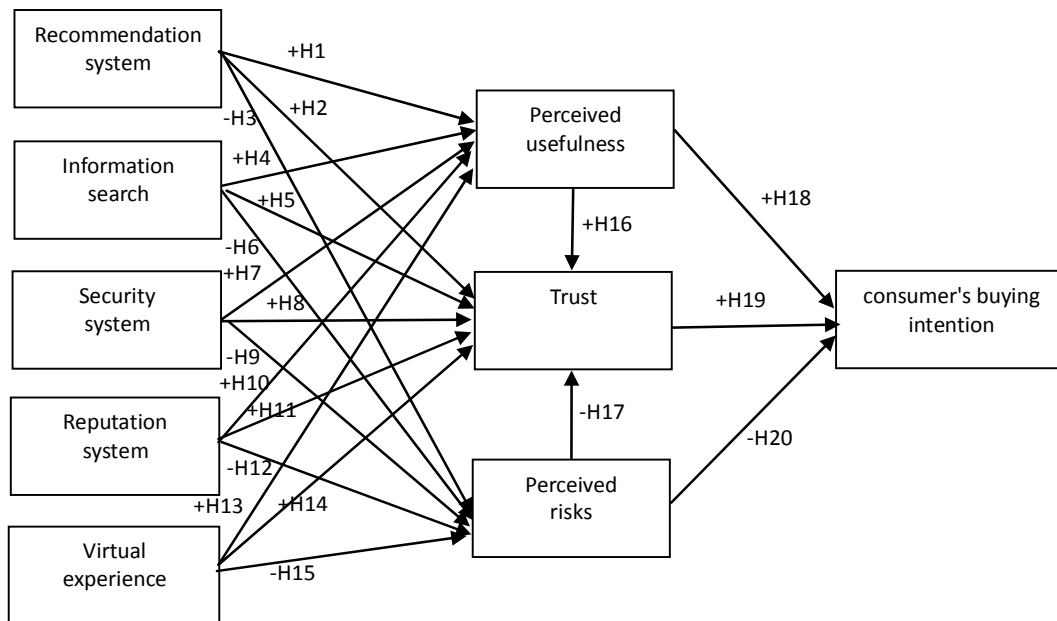 Recommendation
system
Information
search
Security
system
Reputation
system
Virtual
experience
+H1
+H2
-H3
+H4
+H5
-H6
+H7
+H8
-H9
+H10
+H11
-H12
+H13
+H14
-H15
Perceived
usefulness
+H16
Trust
-H17
Perceived
risks
+H18
+H19
-H20
consumer's buying
intention